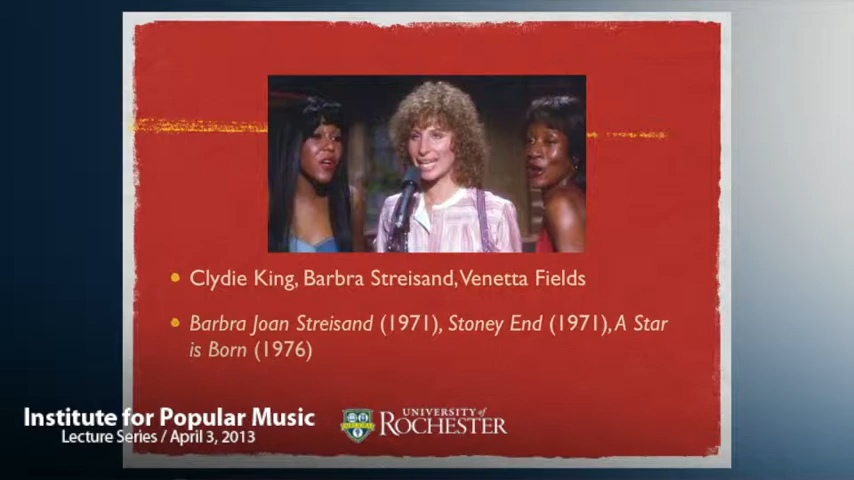 Clydie King, Barbra Streisand, Venetta Fields
Barbra Joan Streisand (1971), Stoney End (1971), A Star
is Born (1976)
Institute for Popular Music
Lecture Series / April 3, 2013
UNIVERSITY of
ROCHESTER